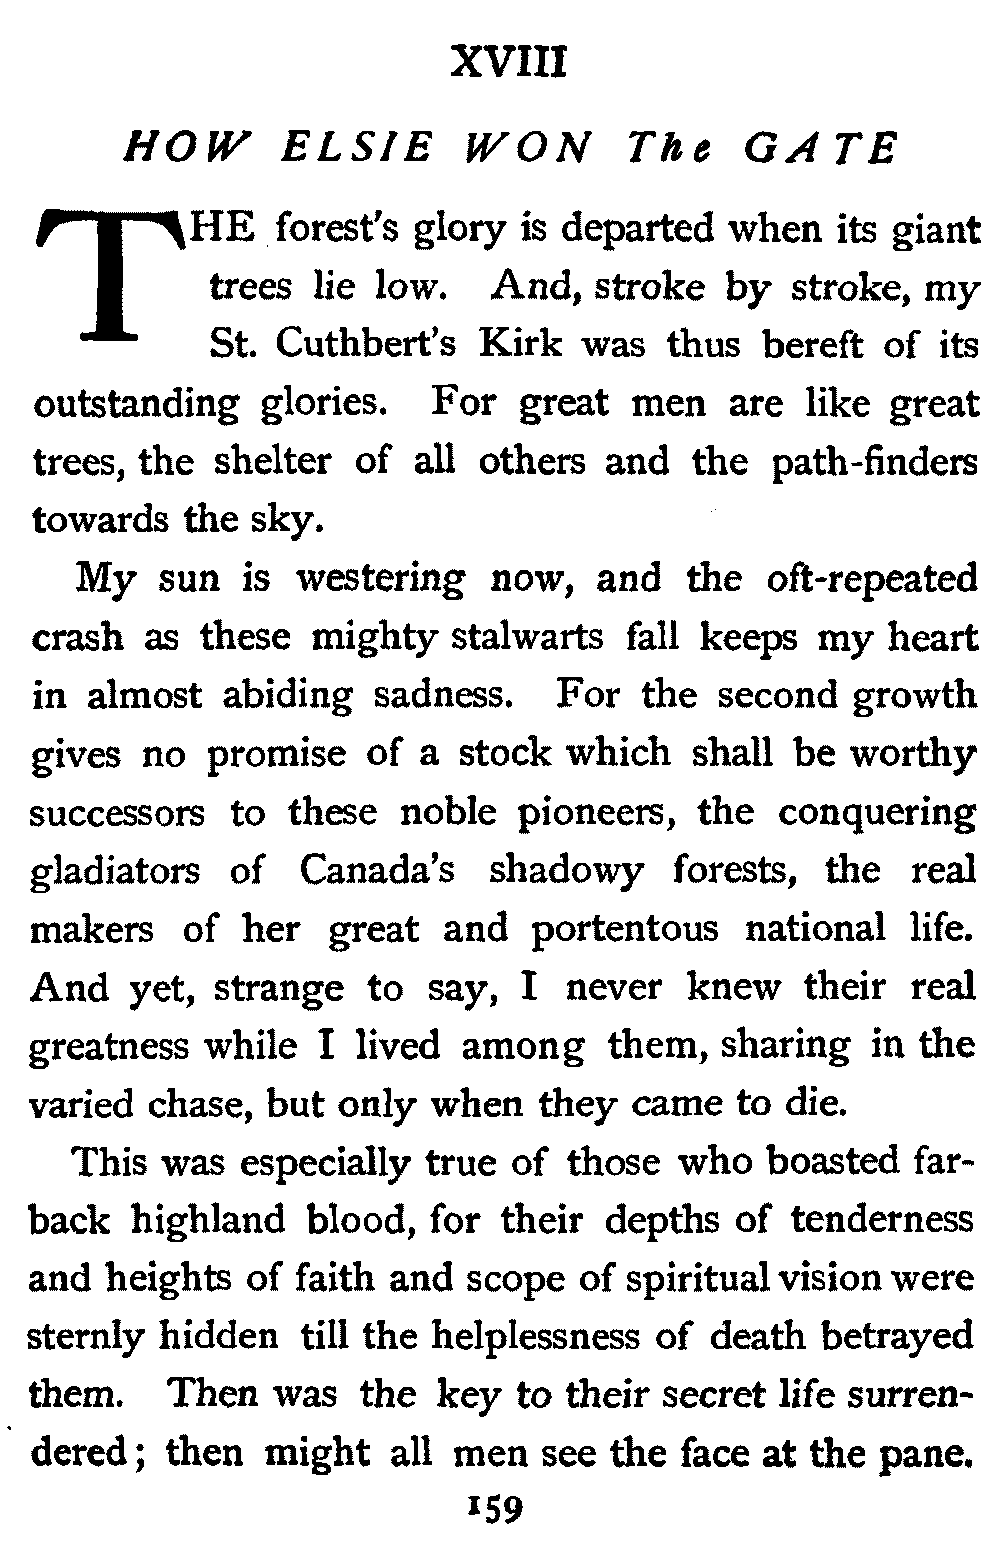 XVIII
HOW ELSIE WON The GATE
THE forest's glory is departed when its giant
trees lie low. And, stroke by stroke, my
St. Cuthbert's Kirk was thus bereft of its
outstanding glories. For great men are like great
trees, the shelter of all others and the path-finders
towards the sky.
My sun is westering now, and the oft-repeated
crash as these mighty stalwarts fall keeps my heart
in almost abiding sadness. For the second growth
gives no promise of a stock which shall be worthy
successors to these noble pioneers, the conquering
gladiators of Canada's shadowy forests, the real
makers of her great and portentous national life.
And yet, strange to say, I never knew their real
greatness while I lived among them, sharing in the
varied chase, but only when they came to die.
This was especially true of those who boasted far-
back highland blood, for their depths of tenderness
and heights of faith and scope of spiritual vision were
sternly hidden till the helplessness of death betrayed
them. Then was the key to their secret life surren-
dered; then might all men see the face at the pane.
159